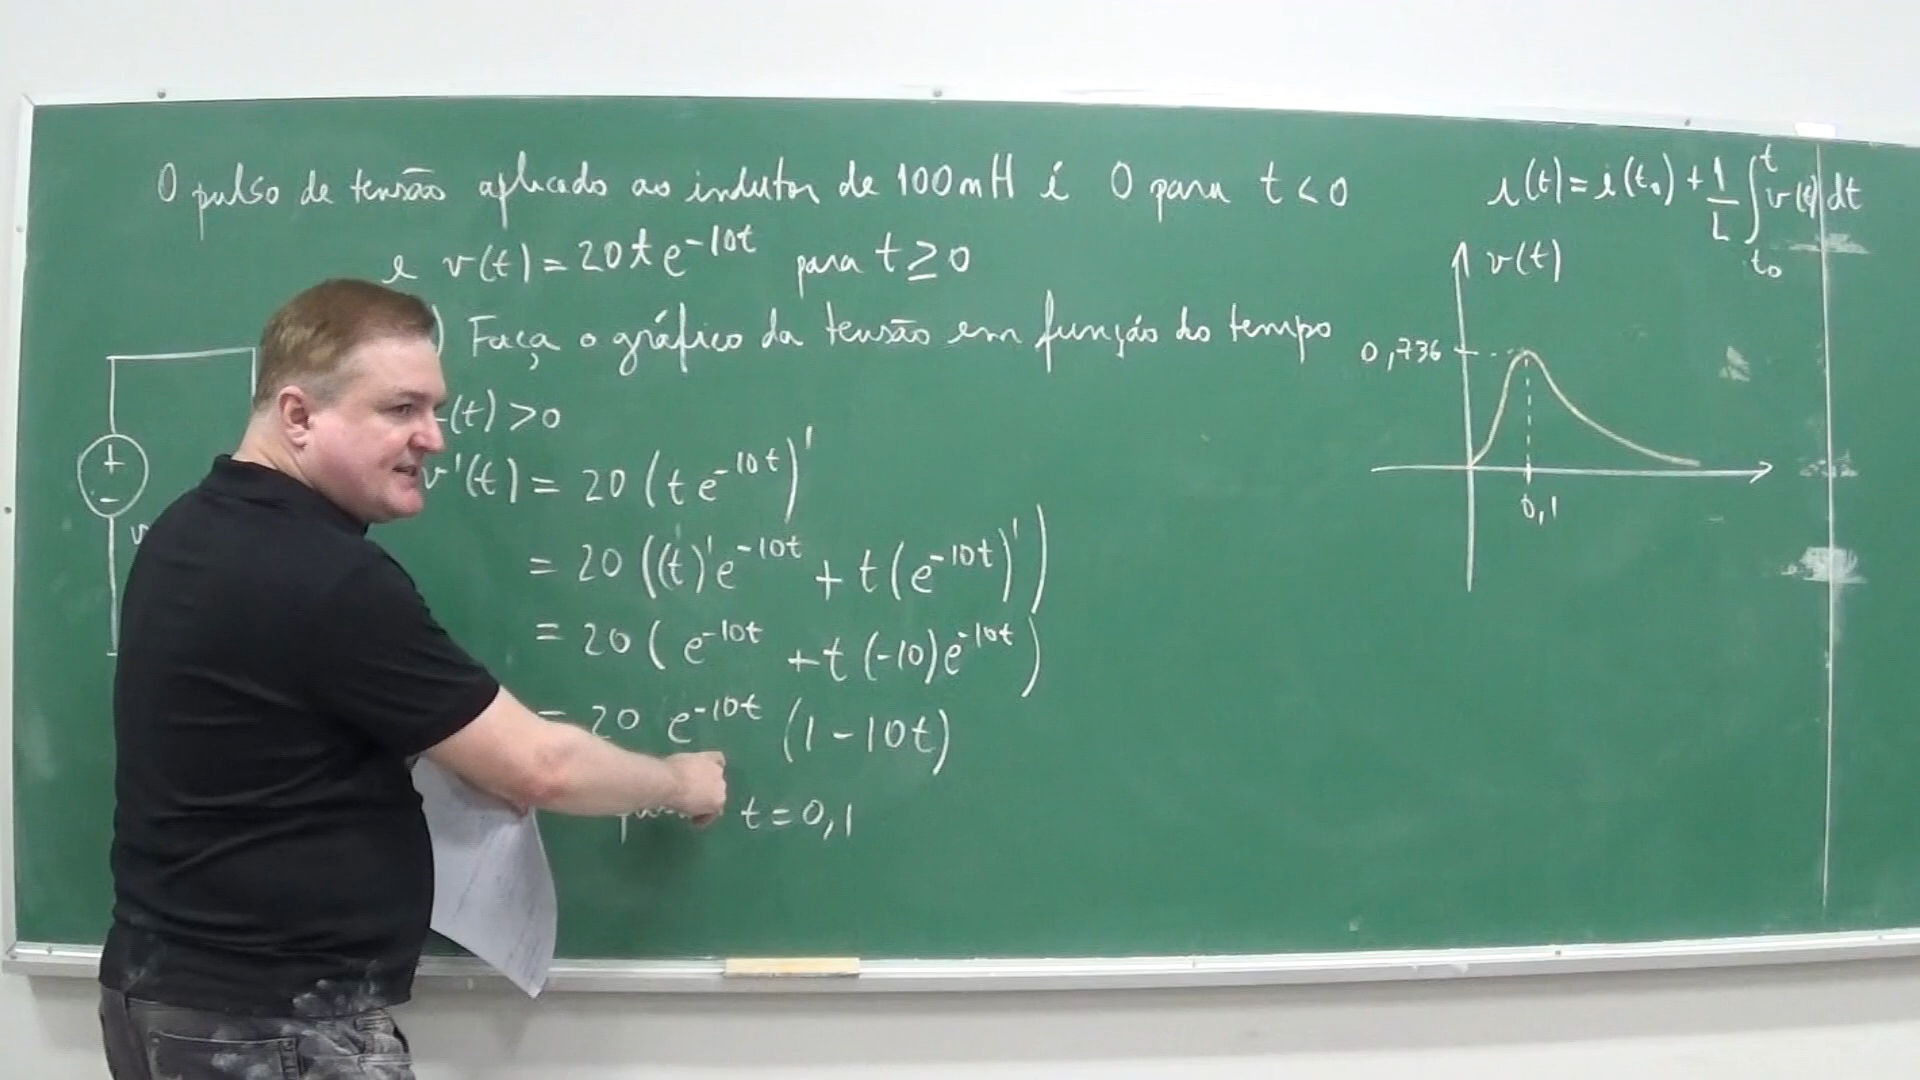 O pulso de tensão aplicado ao indutor de 100mH é 0 para t < 0
e v(t) = 20te^{-10t} para t ≥ 0
) Faça o gráfico da tensão em função do tempo
(t) > 0
v'(t) = 20 (t e^{-10t})'
= 20 ((t)' e^{-10t} + t (e^{-10t})')
= 20 ( e^{-10t} + t (-10) e^{-10t} )
= 20 e^{-10t} (1 - 10t)
t = 0,1
+
-
v
i(t) = i(t₀) + 1/L ∫_{t₀}^{t} v(t) dt
v(t)
0,736
0,1